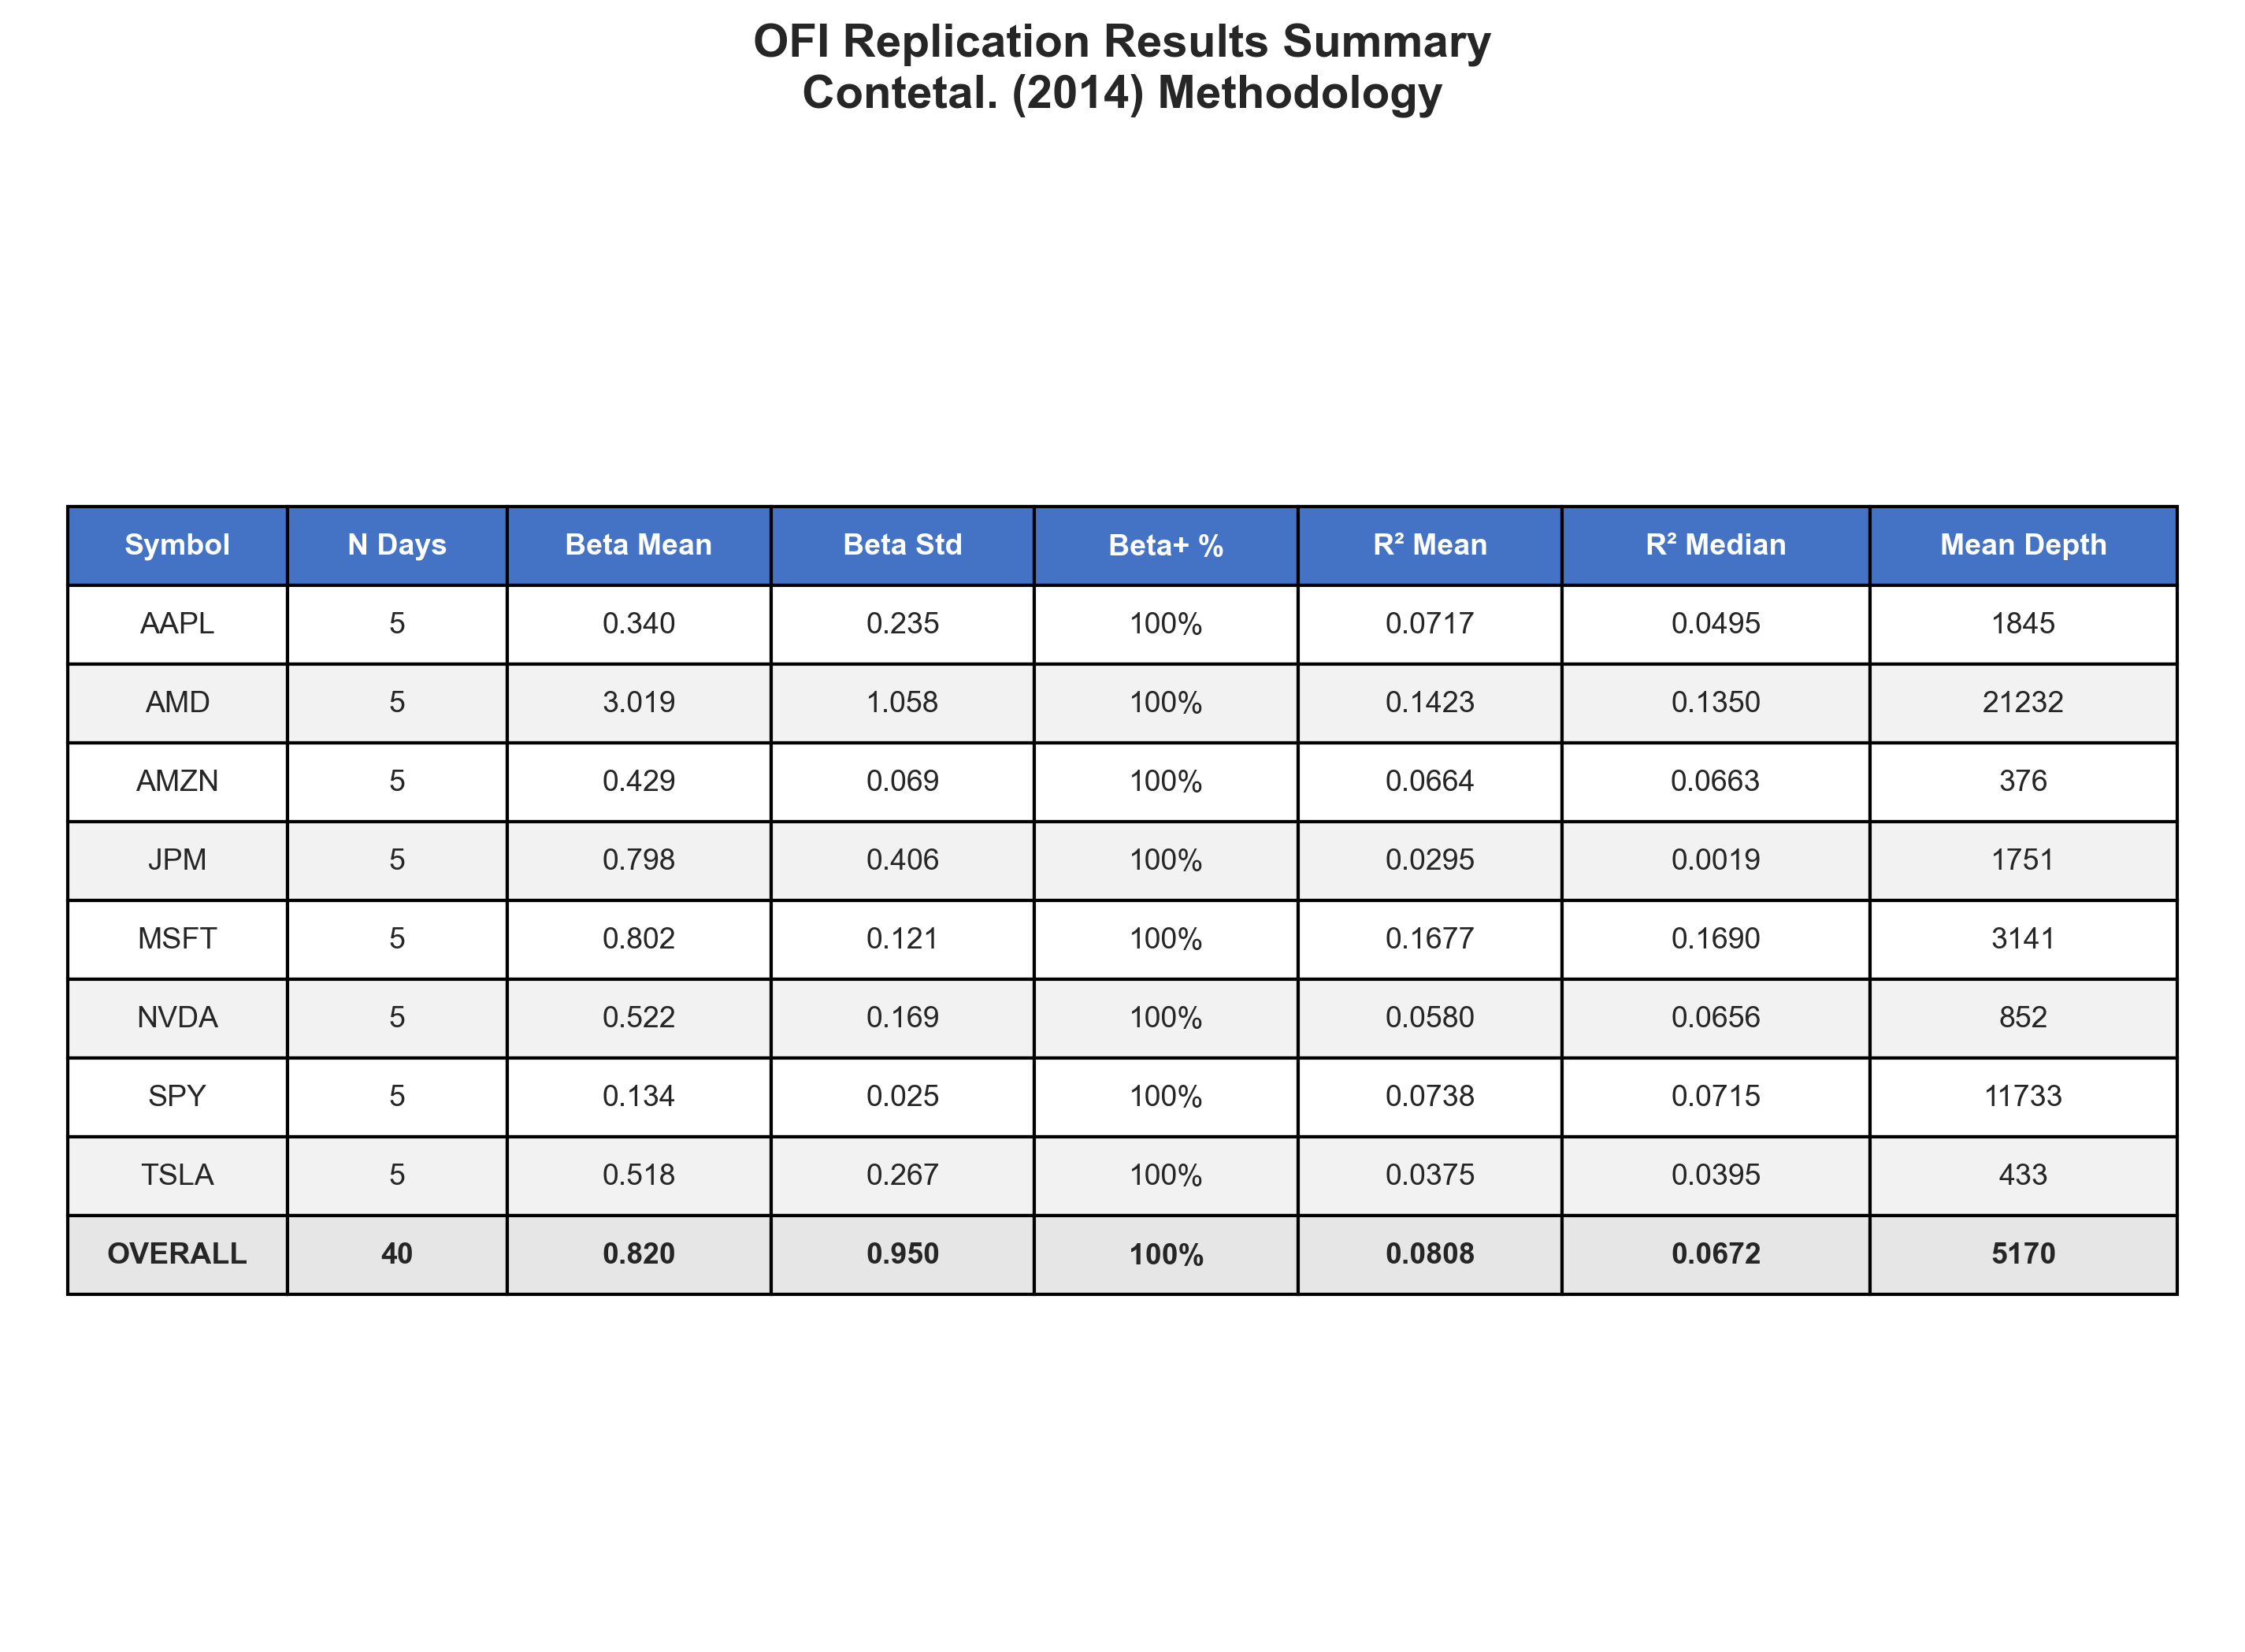 OFI Replication Results Summary
Contetal. (2014) Methodology
Symbol N Days Beta Mean Beta Std Beta+ % R² Mean R² Median Mean Depth
AAPL 5 0.340 0.235 100% 0.0717 0.0495 1845
AMD 5 3.019 1.058 100% 0.1423 0.1350 21232
AMZN 5 0.429 0.069 100% 0.0664 0.0663 376
JPM 5 0.798 0.406 100% 0.0295 0.0019 1751
MSFT 5 0.802 0.121 100% 0.1677 0.1690 3141
NVDA 5 0.522 0.169 100% 0.0580 0.0656 852
SPY 5 0.134 0.025 100% 0.0738 0.0715 11733
TSLA 5 0.518 0.267 100% 0.0375 0.0395 433
OVERALL 40 0.820 0.950 100% 0.0808 0.0672 5170